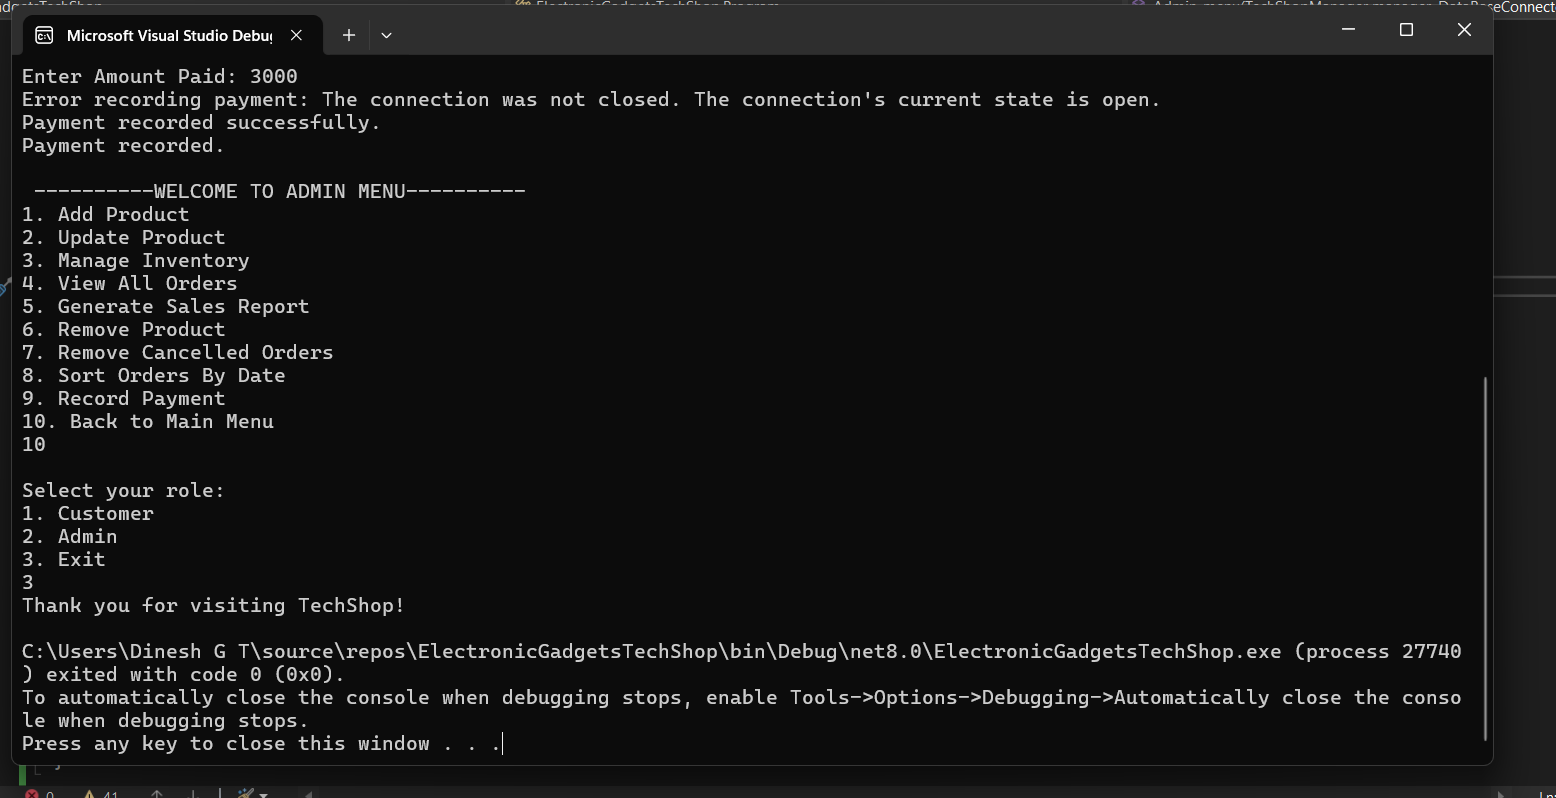 Microsoft Visual Studio Debug
Enter Amount Paid: 3000
Error recording payment: The connection was not closed. The connection's current state is open.
Payment recorded successfully.
Payment recorded.
----------WELCOME TO ADMIN MENU----------
1. Add Product
2. Update Product
3. Manage Inventory
4. View All Orders
5. Generate Sales Report
6. Remove Product
7. Remove Cancelled Orders
8. Sort Orders By Date
9. Record Payment
10. Back to Main Menu
10
Select your role:
1. Customer
2. Admin
3. Exit
3
Thank you for visiting TechShop!
C:\Users\Dinesh G T\source\repos\ElectronicGadgetsTechShop\bin\Debug\net8.0\ElectronicGadgetsTechShop.exe (process 27740
) exited with code 0 (0x0).
To automatically close the console when debugging stops, enable Tools->Options->Debugging->Automatically close the conso
le when debugging stops.
Press any key to close this window . . .